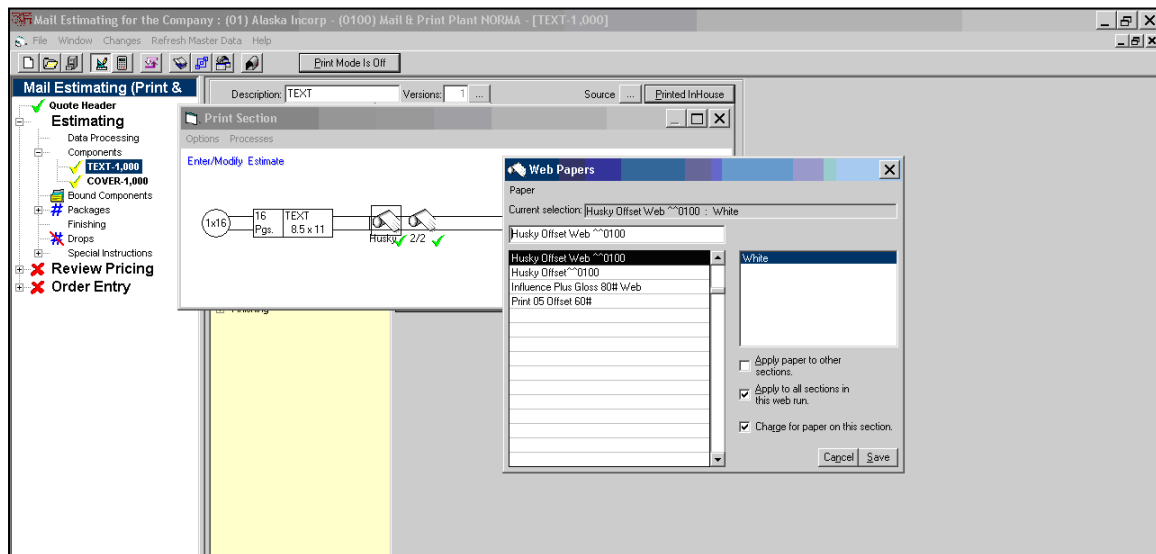 Mail Estimating for the Company : (01) Alaska Incorp - (0100) Mail & Print Plant NORMA - [TEXT-1,000]
File Window Changes Refresh Master Data Help
Print Mode Is Off
Mail Estimating (Print &
Quote Header
Estimating
Data Processing
Components
TEXT-1,000
COVER-1,000
Bound Components
Packages
Finishing
Drops
Special Instructions
Review Pricing
Order Entry
Description: TEXT Versions: 1 ... Source ... Printed InHouse
Print Section
Options Processes
Enter/Modify Estimate
1x16
16 Pgs.
TEXT
8.5 x 11
Husky 2/2
Finishing
Web Papers
Paper
Current selection: Husky Offset Web ^^0100 : White
Husky Offset Web ^^0100
Husky Offset Web ^^0100
Husky Offset^^0100
Influence Plus Gloss 80# Web
Print 05 Offset 60#
White
Apply paper to other
sections.
Apply to all sections in
this web run.
Charge for paper on this section.
Cancel Save